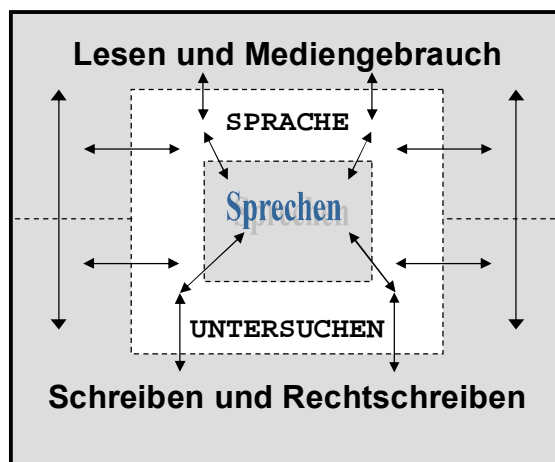 Lesen und Mediengebrauch
SPRACHE
Sprechen
UNTERSUCHEN
Schreiben und Rechtschreiben